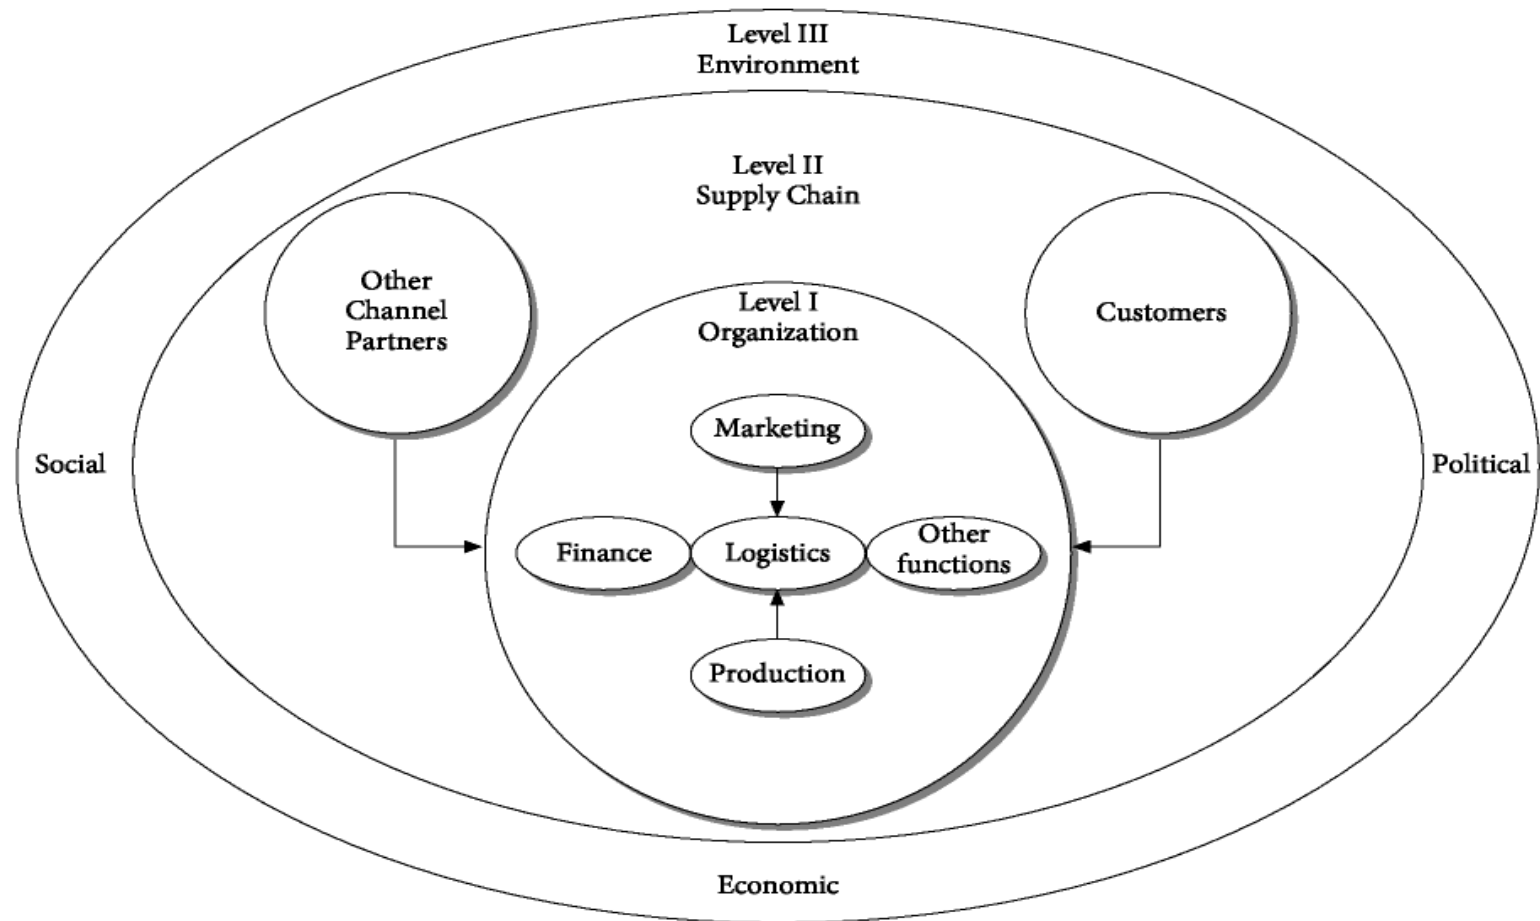 Level III
Environment
Level II
Supply Chain
Other
Channel
Partners
Level I
Organization
Customers
Marketing
Social
Political
Finance
Logistics
Other
functions
Production
Economic